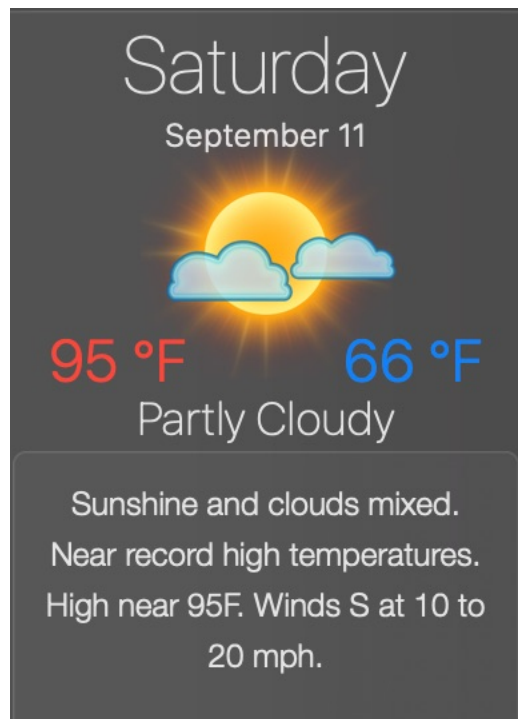 Saturday
September 11
95 °F 66 °F
Partly Cloudy
Sunshine and clouds mixed.
Near record high temperatures.
High near 95F. Winds S at 10 to
20 mph.